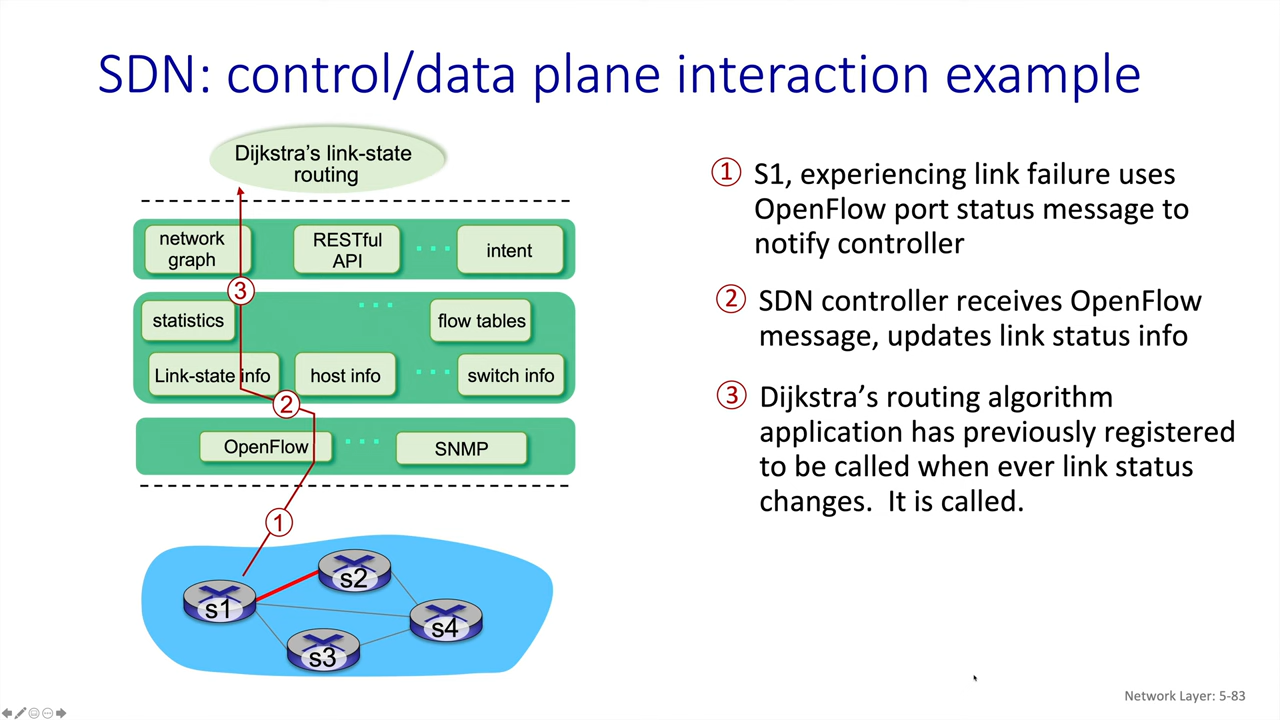 SDN: control/data plane interaction example
Dijkstra's link-state
routing
network
graph
RESTful
API
intent
3
statistics
flow tables
Link-state info
host info
switch info
2
OpenFlow
SNMP
1
s2
s1
s4
s3
1 S1, experiencing link failure uses
OpenFlow port status message to
notify controller
2 SDN controller receives OpenFlow
message, updates link status info
3 Dijkstra's routing algorithm
application has previously registered
to be called when ever link status
changes. It is called.
Network Layer: 5-83